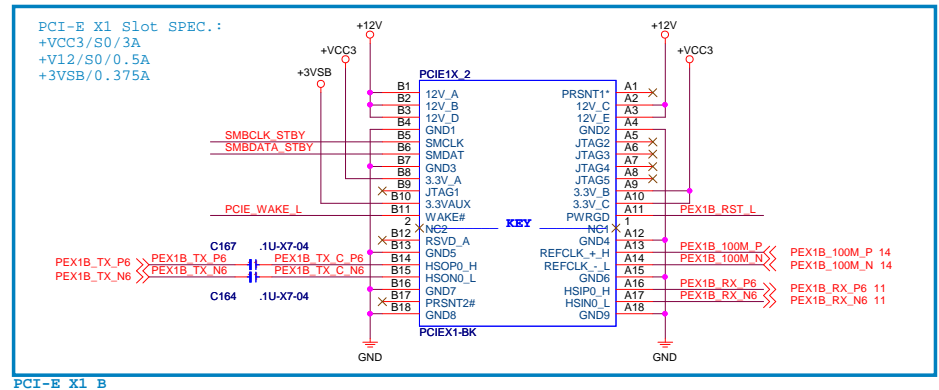 PCI-E X1 Slot SPEC.:
+VCC3/S0/3A
+V12/S0/0.5A
+3VSB/0.375A
+12V
+VCC3
+3VSB
+12V
+VCC3
PCIE1X_2
B1 12V_A PRSNT1* A1
B2 12V_B 12V_C A2
B3 12V_D 12V_E A3
B4 GND1 GND2 A4
SMBCLK_STBY B5 SMCLK JTAG2 A5
SMBDATA_STBY B6 SMDAT JTAG3 A6
B7 GND3 JTAG4 A7
B8 3.3V_A JTAG5 A8
B9 JTAG1 3.3V_B A9
B10 3.3VAUX 3.3V_C A10
PCIE_WAKE_L B11 WAKE# PWRGD A11 PEX1B_RST_L
2 NC2 KEY NC1 1
B12 RSVD_A GND4 A12
C167 .1U-X7-04 B13 GND5 REFCLK_+_H A13 PEX1B_100M_P PEX1B_100M_P 14
PEX1B_TX_P6 PEX1B_TX_P6 PEX1B_TX_C_P6 B14 HSOP0_H REFCLK_-_L A14 PEX1B_100M_N PEX1B_100M_N 14
PEX1B_TX_N6 PEX1B_TX_N6 PEX1B_TX_C_N6 B15 HSON0_L GND6 A15
B16 GND7 HSIP0_H A16 PEX1B_RX_P6 PEX1B_RX_P6 11
C164 .1U-X7-04 B17 PRSNT2# HSIN0_L A17 PEX1B_RX_N6 PEX1B_RX_N6 11
B18 GND8 GND9 A18
PCIEX1-BK
GND
GND
PCI-E X1 B